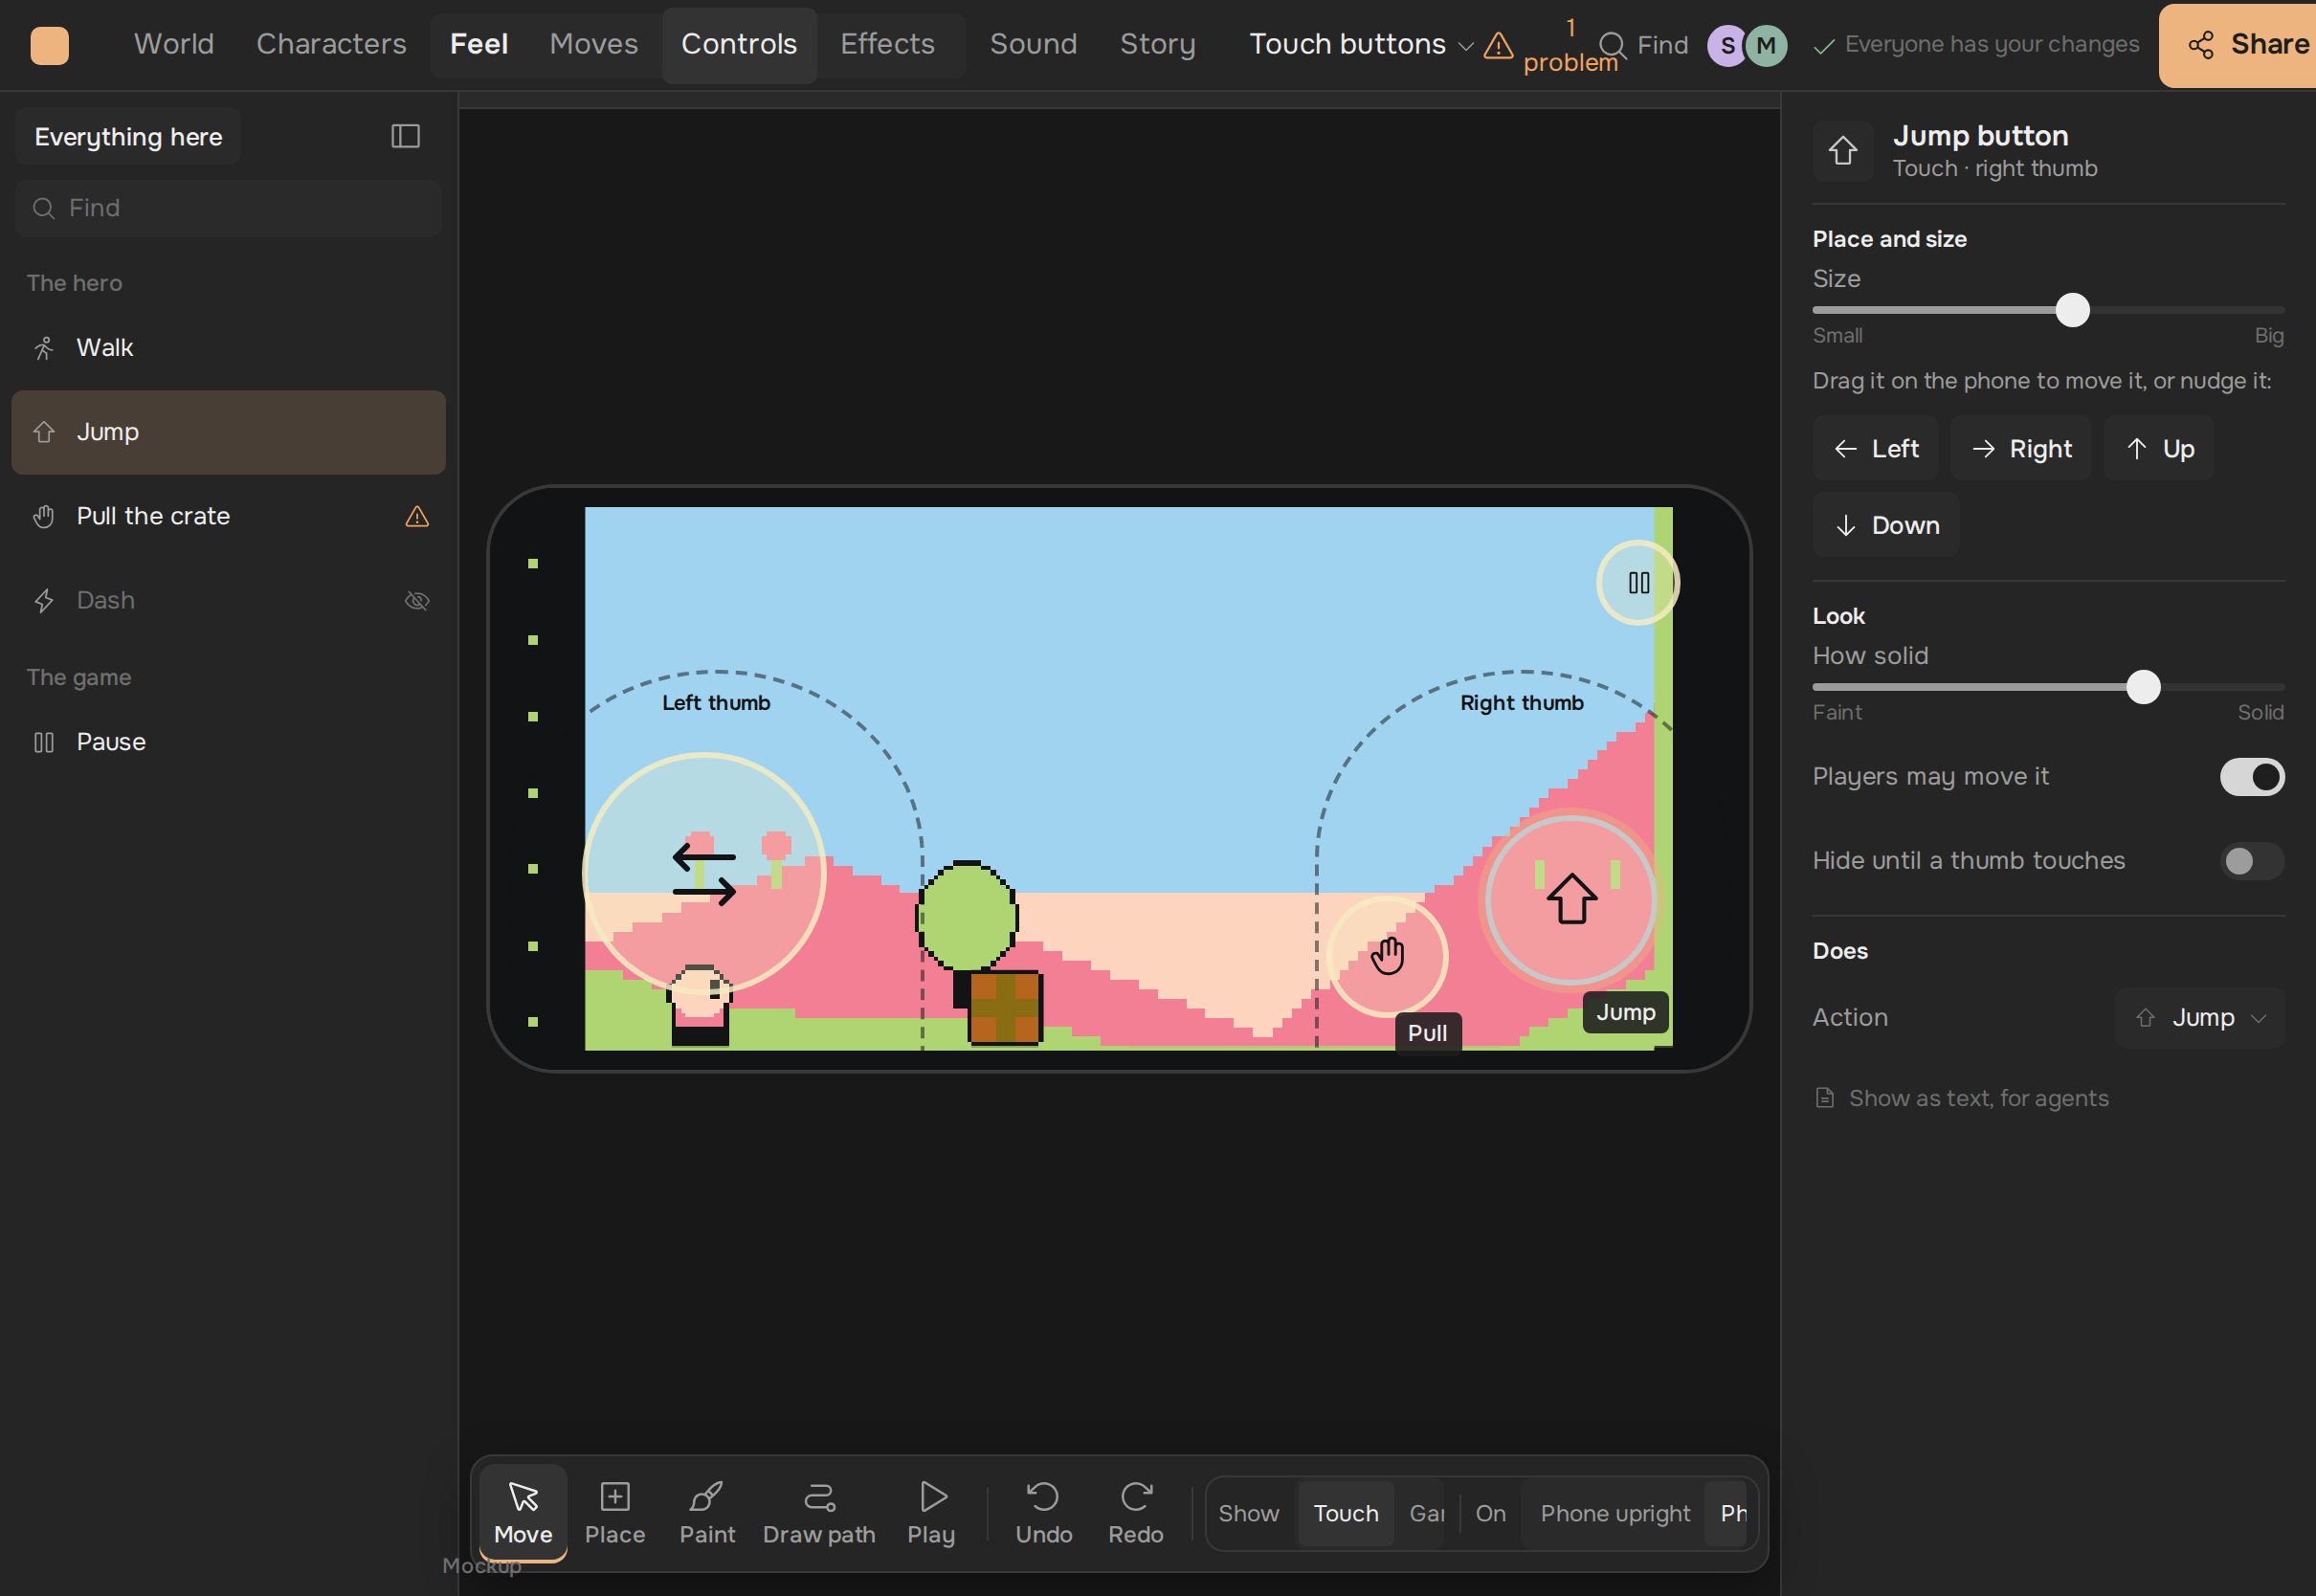 World Characters Feel Moves Controls Effects Sound Story Touch buttons 1 problem Find S M Everyone has your changes Share
Everything here
Find
The hero
Walk
Jump
Pull the crate
Dash
The game
Pause
Left thumb
Right thumb
Pull
Jump
Jump button
Touch · right thumb
Place and size
Size
Small Big
Drag it on the phone to move it, or nudge it:
Left Right Up
Down
Look
How solid
Faint Solid
Players may move it
Hide until a thumb touches
Does
Action Jump
Show as text, for agents
Move Place Paint Draw path Play Undo Redo Show Touch Gar On Phone upright Ph
Mockup